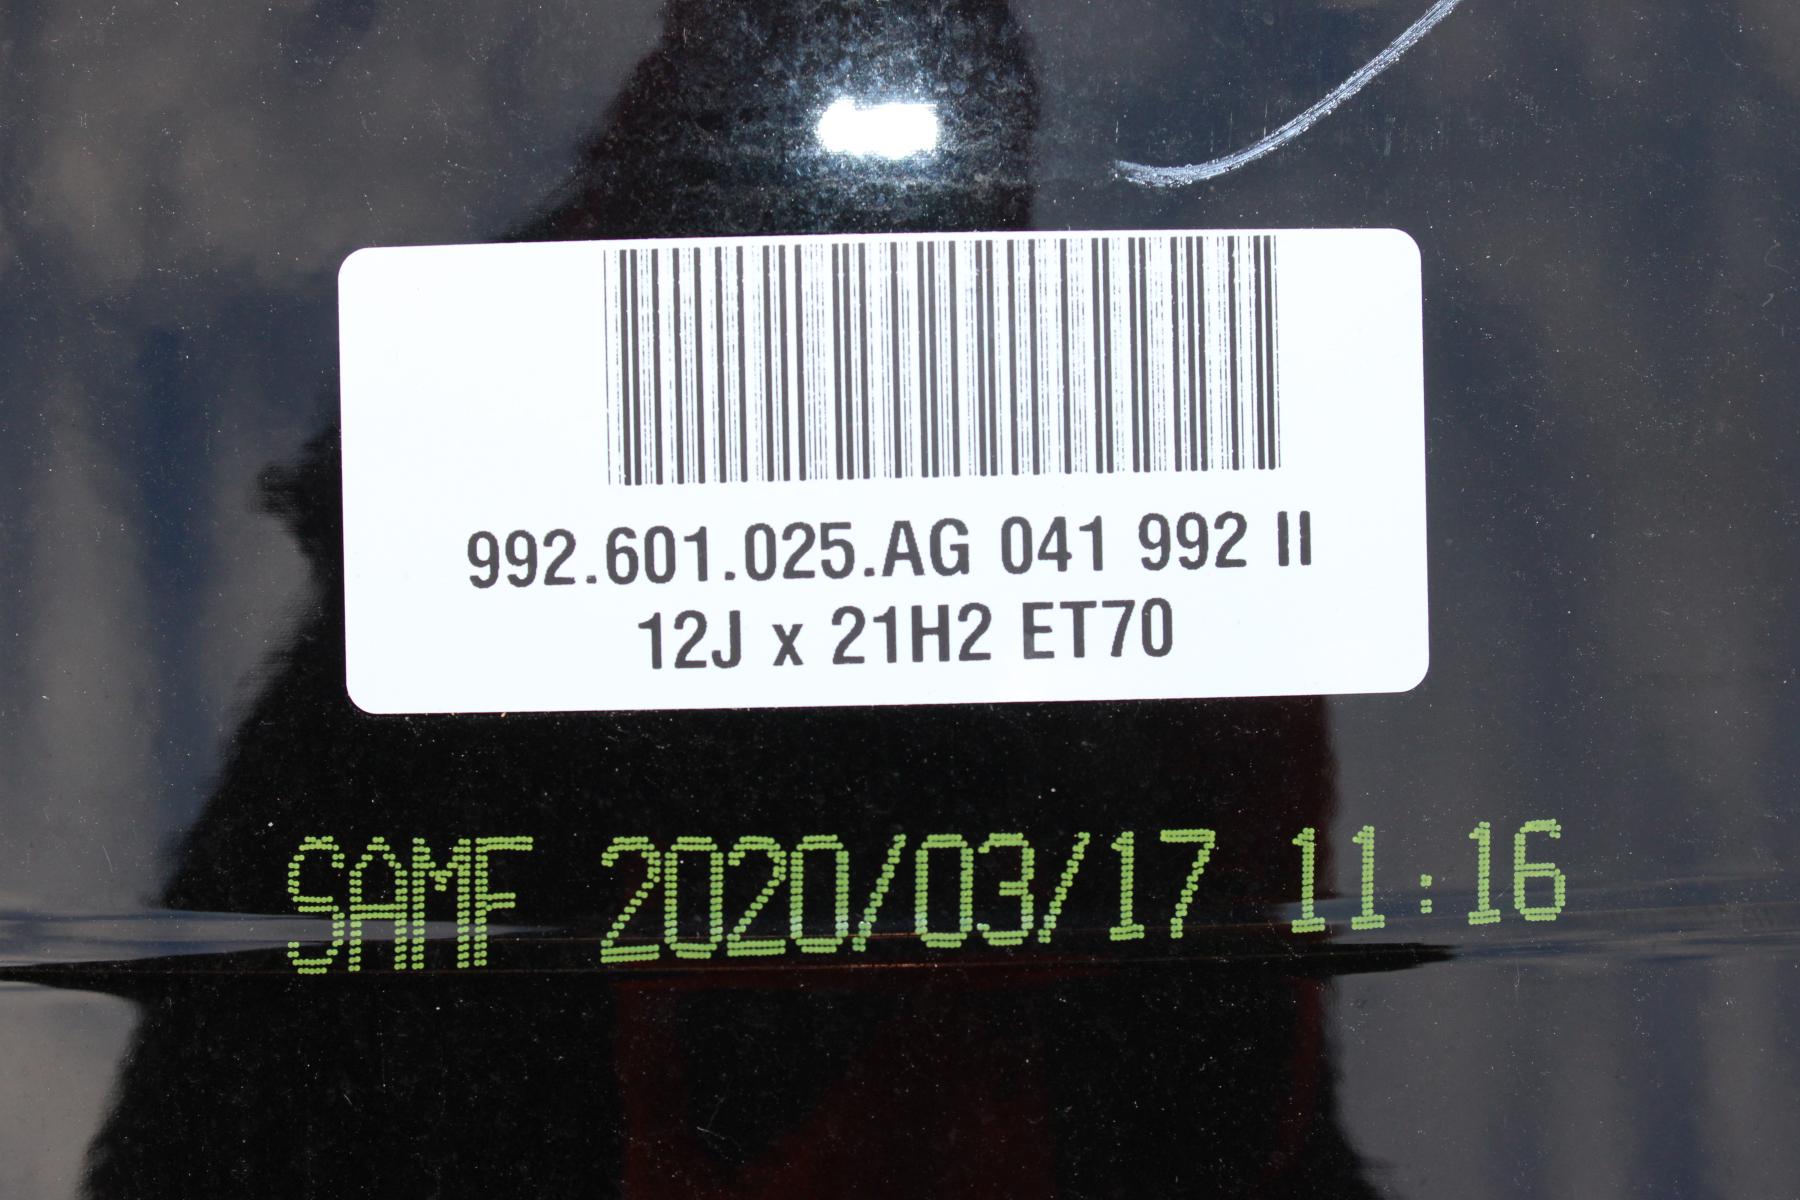 992.601.025.AG 041 992 II
12J x 21H2 ET70
SAMF 2020/03/17 11:16